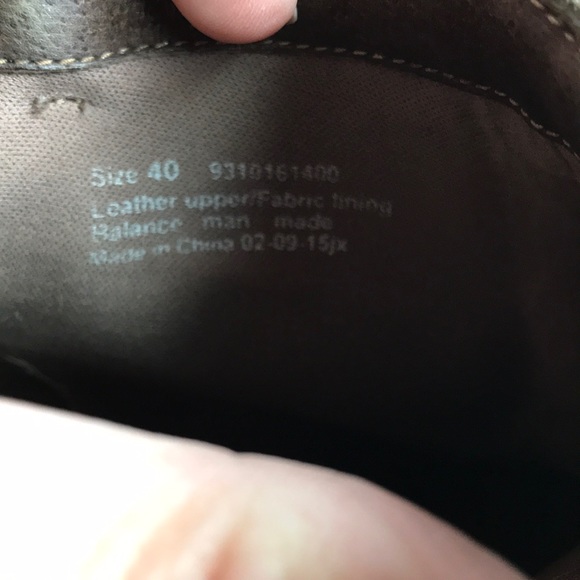 Size 40 9310161400
Leather upper/Fabric lining
Balance man made
Made in China 02-09-15jx